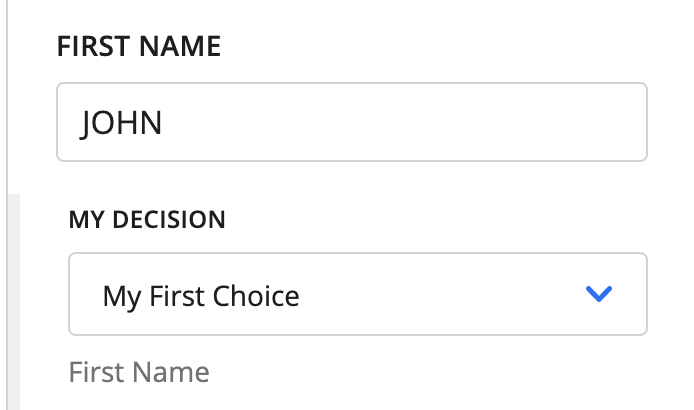 FIRST NAME
JOHN
MY DECISION
My First Choice
First Name